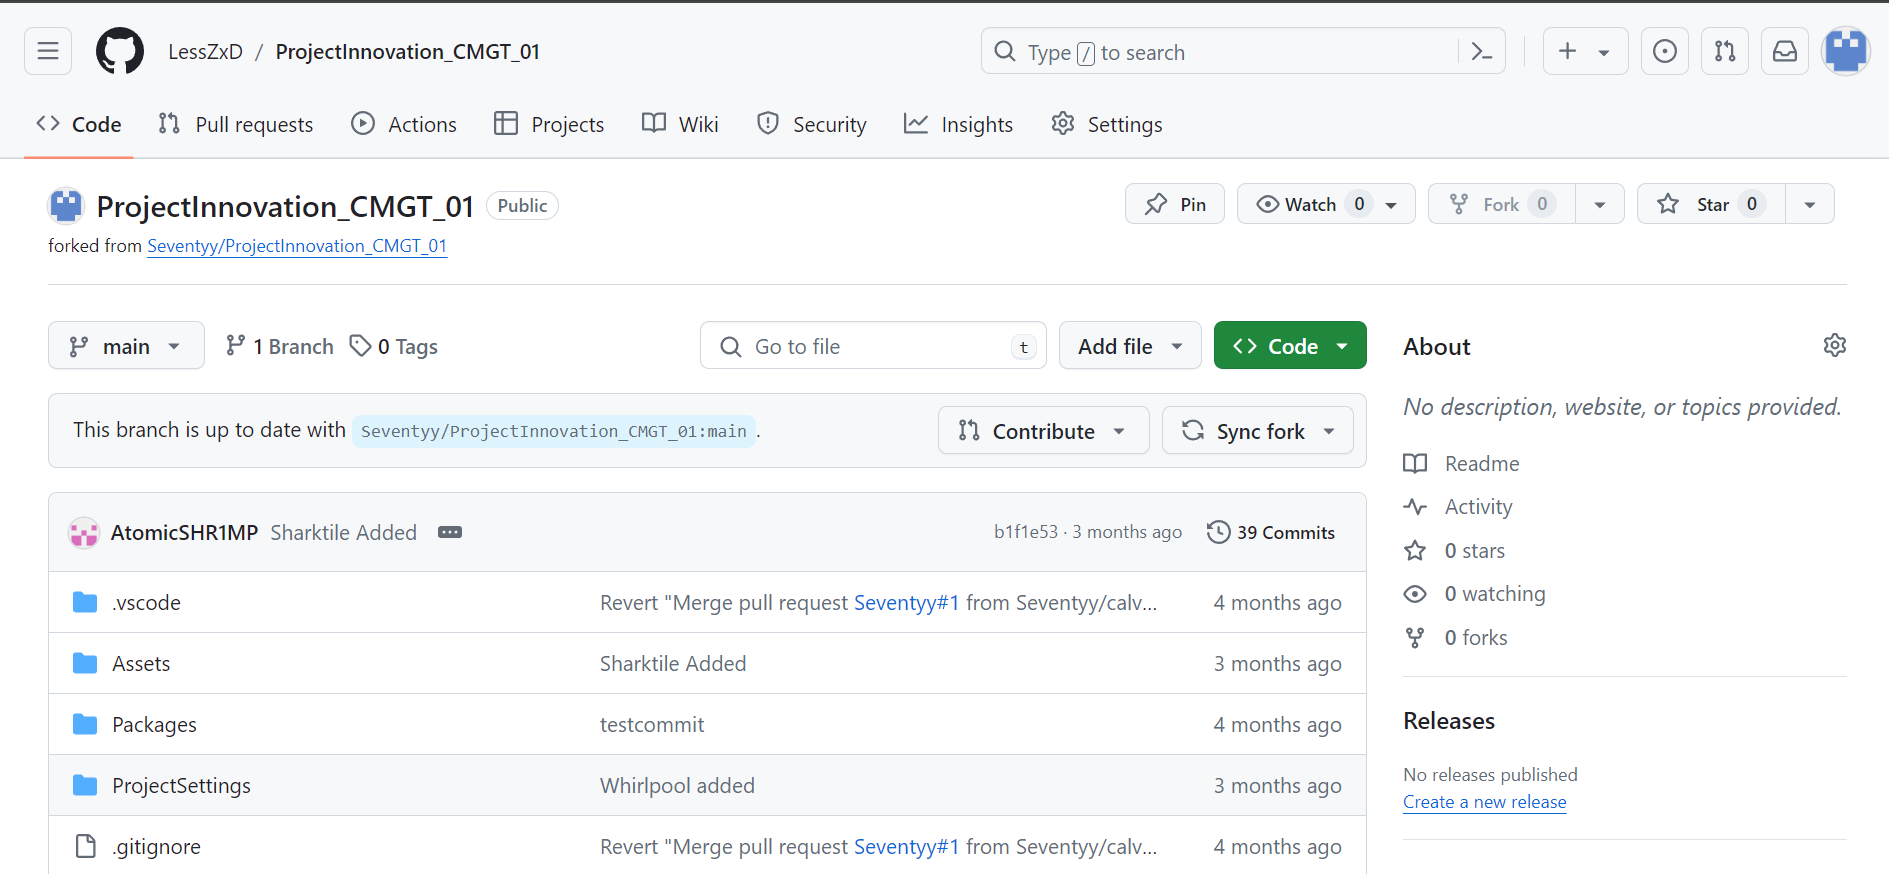 LessZxD / ProjectInnovation_CMGT_01
Type / to search
Code Pull requests Actions Projects Wiki Security Insights Settings
ProjectInnovation_CMGT_01 Public
Pin Watch 0 Fork 0 Star 0
forked from Seventyy/ProjectInnovation_CMGT_01
main 1 Branch 0 Tags Go to file t Add file Code
This branch is up to date with Seventyy/ProjectInnovation_CMGT_01:main .
Contribute Sync fork
AtomicSHR1MP Sharktile Added b1f1e53 · 3 months ago 39 Commits
.vscode Revert "Merge pull request Seventyy#1 from Seventyy/calv... 4 months ago
Assets Sharktile Added 3 months ago
Packages testcommit 4 months ago
ProjectSettings Whirlpool added 3 months ago
.gitignore Revert "Merge pull request Seventyy#1 from Seventyy/calv... 4 months ago
About
No description, website, or topics provided.
Readme
Activity
0 stars
0 watching
0 forks
Releases
No releases published
Create a new release